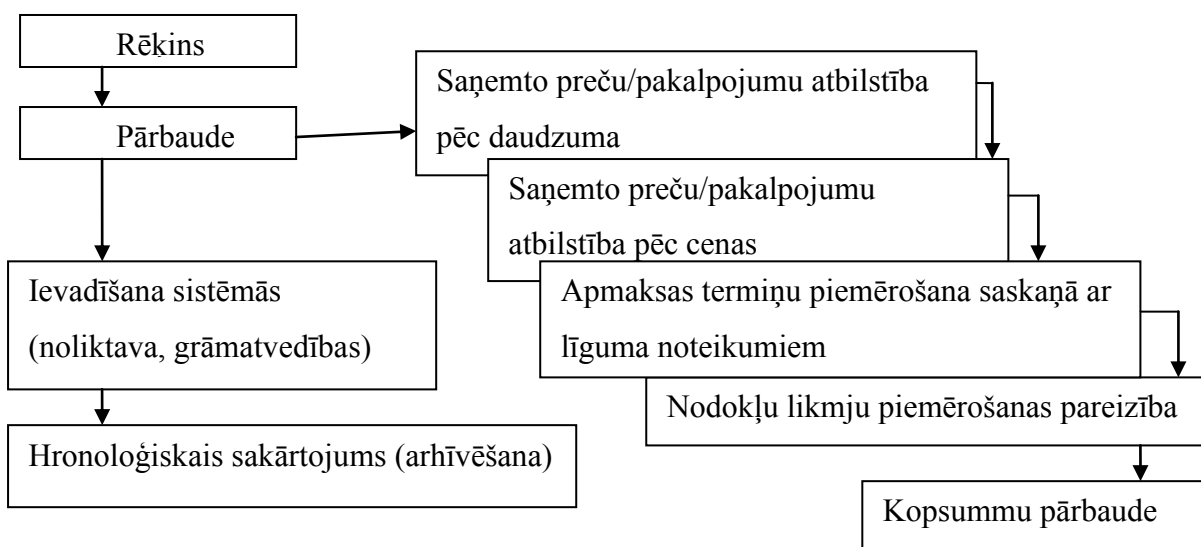 Rēķins
Pārbaude
Saņemto preču/pakalpojumu atbilstība
pēc daudzuma
Saņemto preču/pakalpojumu
atbilstība pēc cenas
Apmaksas termiņu piemērošana saskaņā ar
līguma noteikumiem
Nodokļu likmju piemērošanas pareizība
Kopsummu pārbaude
Ievadīšana sistēmās
(noliktava, grāmatvedības)
Hronoloģiskais sakārtojums (arhīvēšana)